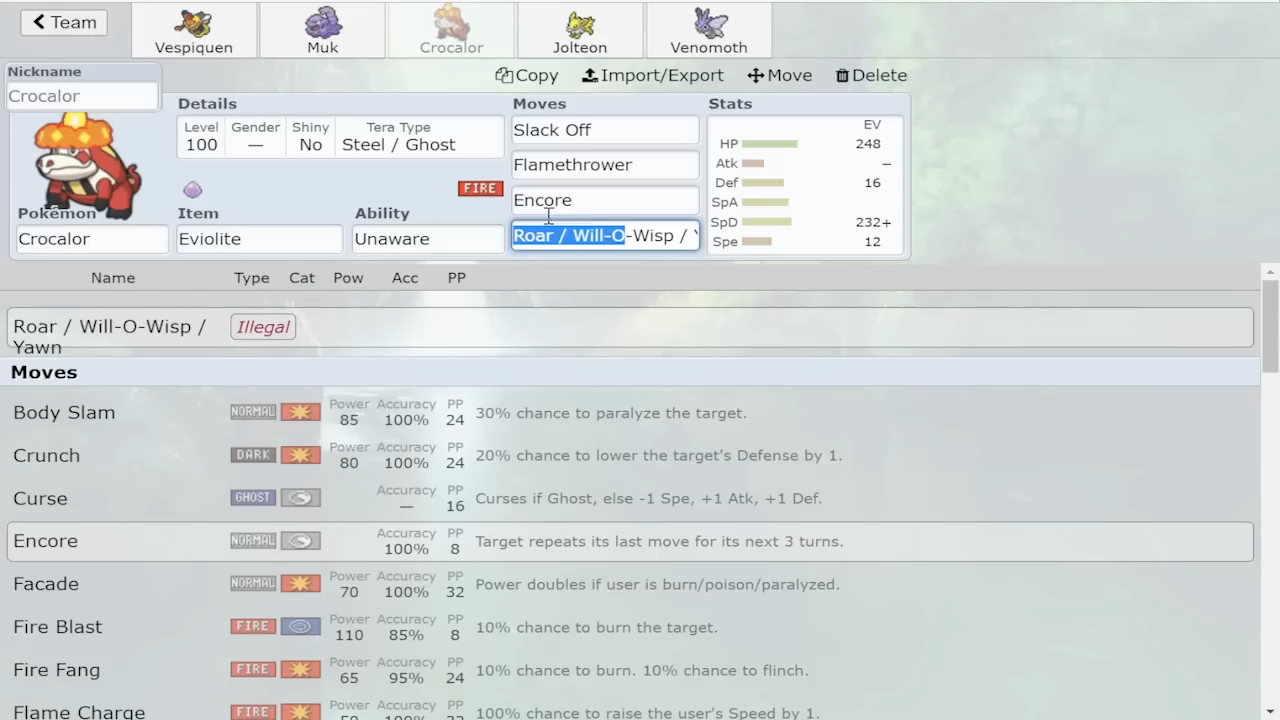 Team
Vespiquen
Muk
Crocalor
Jolteon
Venomoth
Copy
Import/Export
Move
Delete
Nickname
Crocalor
Details
Moves
Stats
Level
100
Gender
—
Shiny
No
Tera Type
Steel / Ghost
FIRE
Pokémon
Crocalor
Item
Eviolite
Ability
Unaware
Slack Off
Flamethrower
Encore
Roar / Will-O-Wisp /
EV
HP 248
Atk –
Def 16
SpA
SpD 232+
Spe 12
Name Type Cat Pow Acc PP
Roar / Will-O-Wisp / Illegal
Yawn
Moves
Body Slam NORMAL Power 85 Accuracy 100% PP 24 30% chance to paralyze the target.
Crunch DARK Power 80 Accuracy 100% PP 24 20% chance to lower the target's Defense by 1.
Curse GHOST Accuracy — PP 16 Curses if Ghost, else -1 Spe, +1 Atk, +1 Def.
Encore NORMAL Accuracy 100% PP 8 Target repeats its last move for its next 3 turns.
Facade NORMAL Power 70 Accuracy 100% PP 32 Power doubles if user is burn/poison/paralyzed.
Fire Blast FIRE Power 110 Accuracy 85% PP 8 10% chance to burn the target.
Fire Fang FIRE Power 65 Accuracy 95% PP 24 10% chance to burn. 10% chance to flinch.
Flame Charge FIRE Power 50 Accuracy 100% PP 32 100% chance to raise the user's Speed by 1.